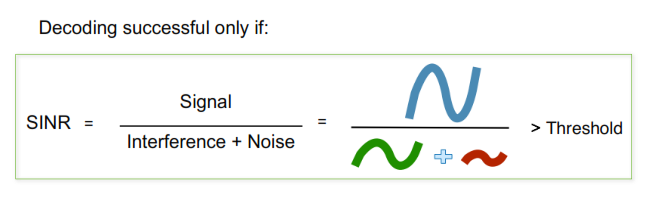 Decoding successful only if:
SINR = Signal / Interference + Noise = > Threshold